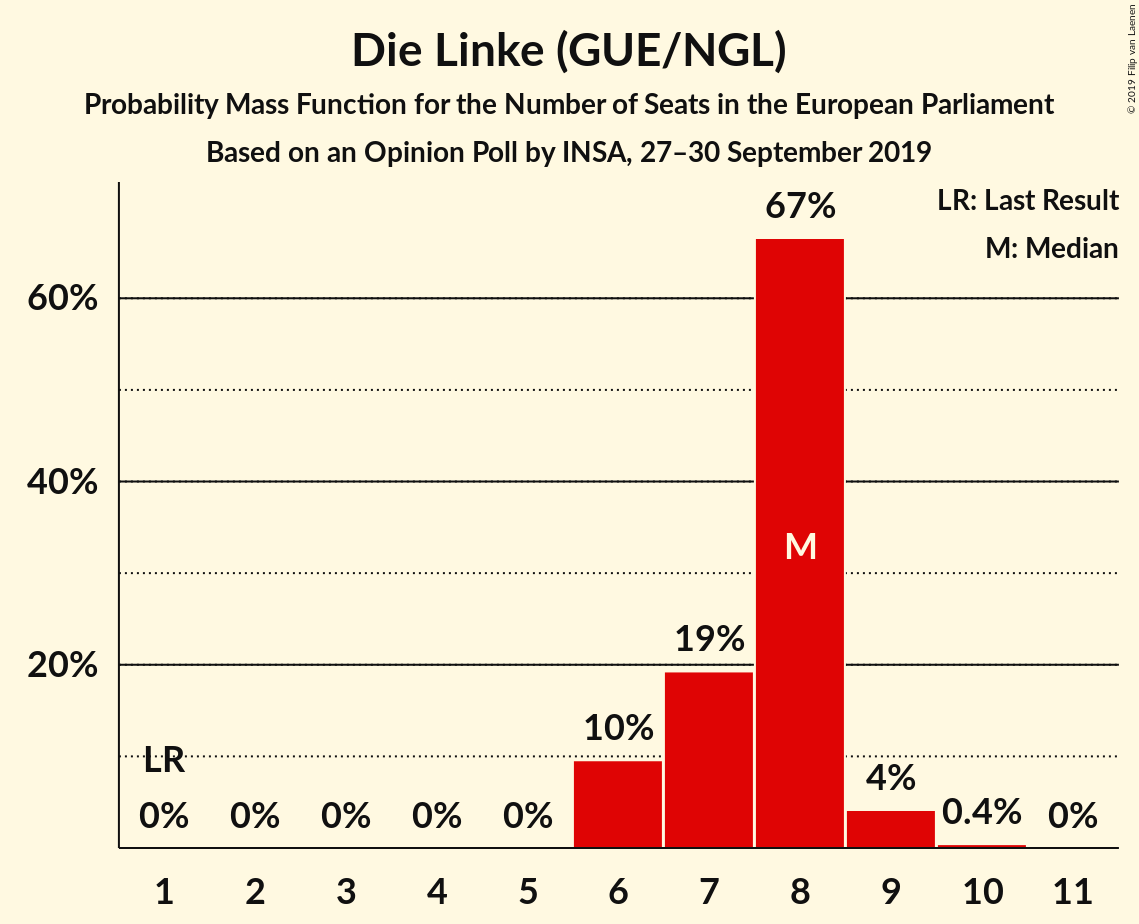 Die Linke (GUE/NGL)
Probability Mass Function for the Number of Seats in the European Parliament
Based on an Opinion Poll by INSA, 27–30 September 2019
© 2019 Filip van Laenen
LR: Last Result
M: Median
67%
60%
40%
M
19%
20%
10%
LR
4%
0%
0%
0%
0%
0%
0.4%
0%
1 2 3 4 5 6 7 8 9 10 11